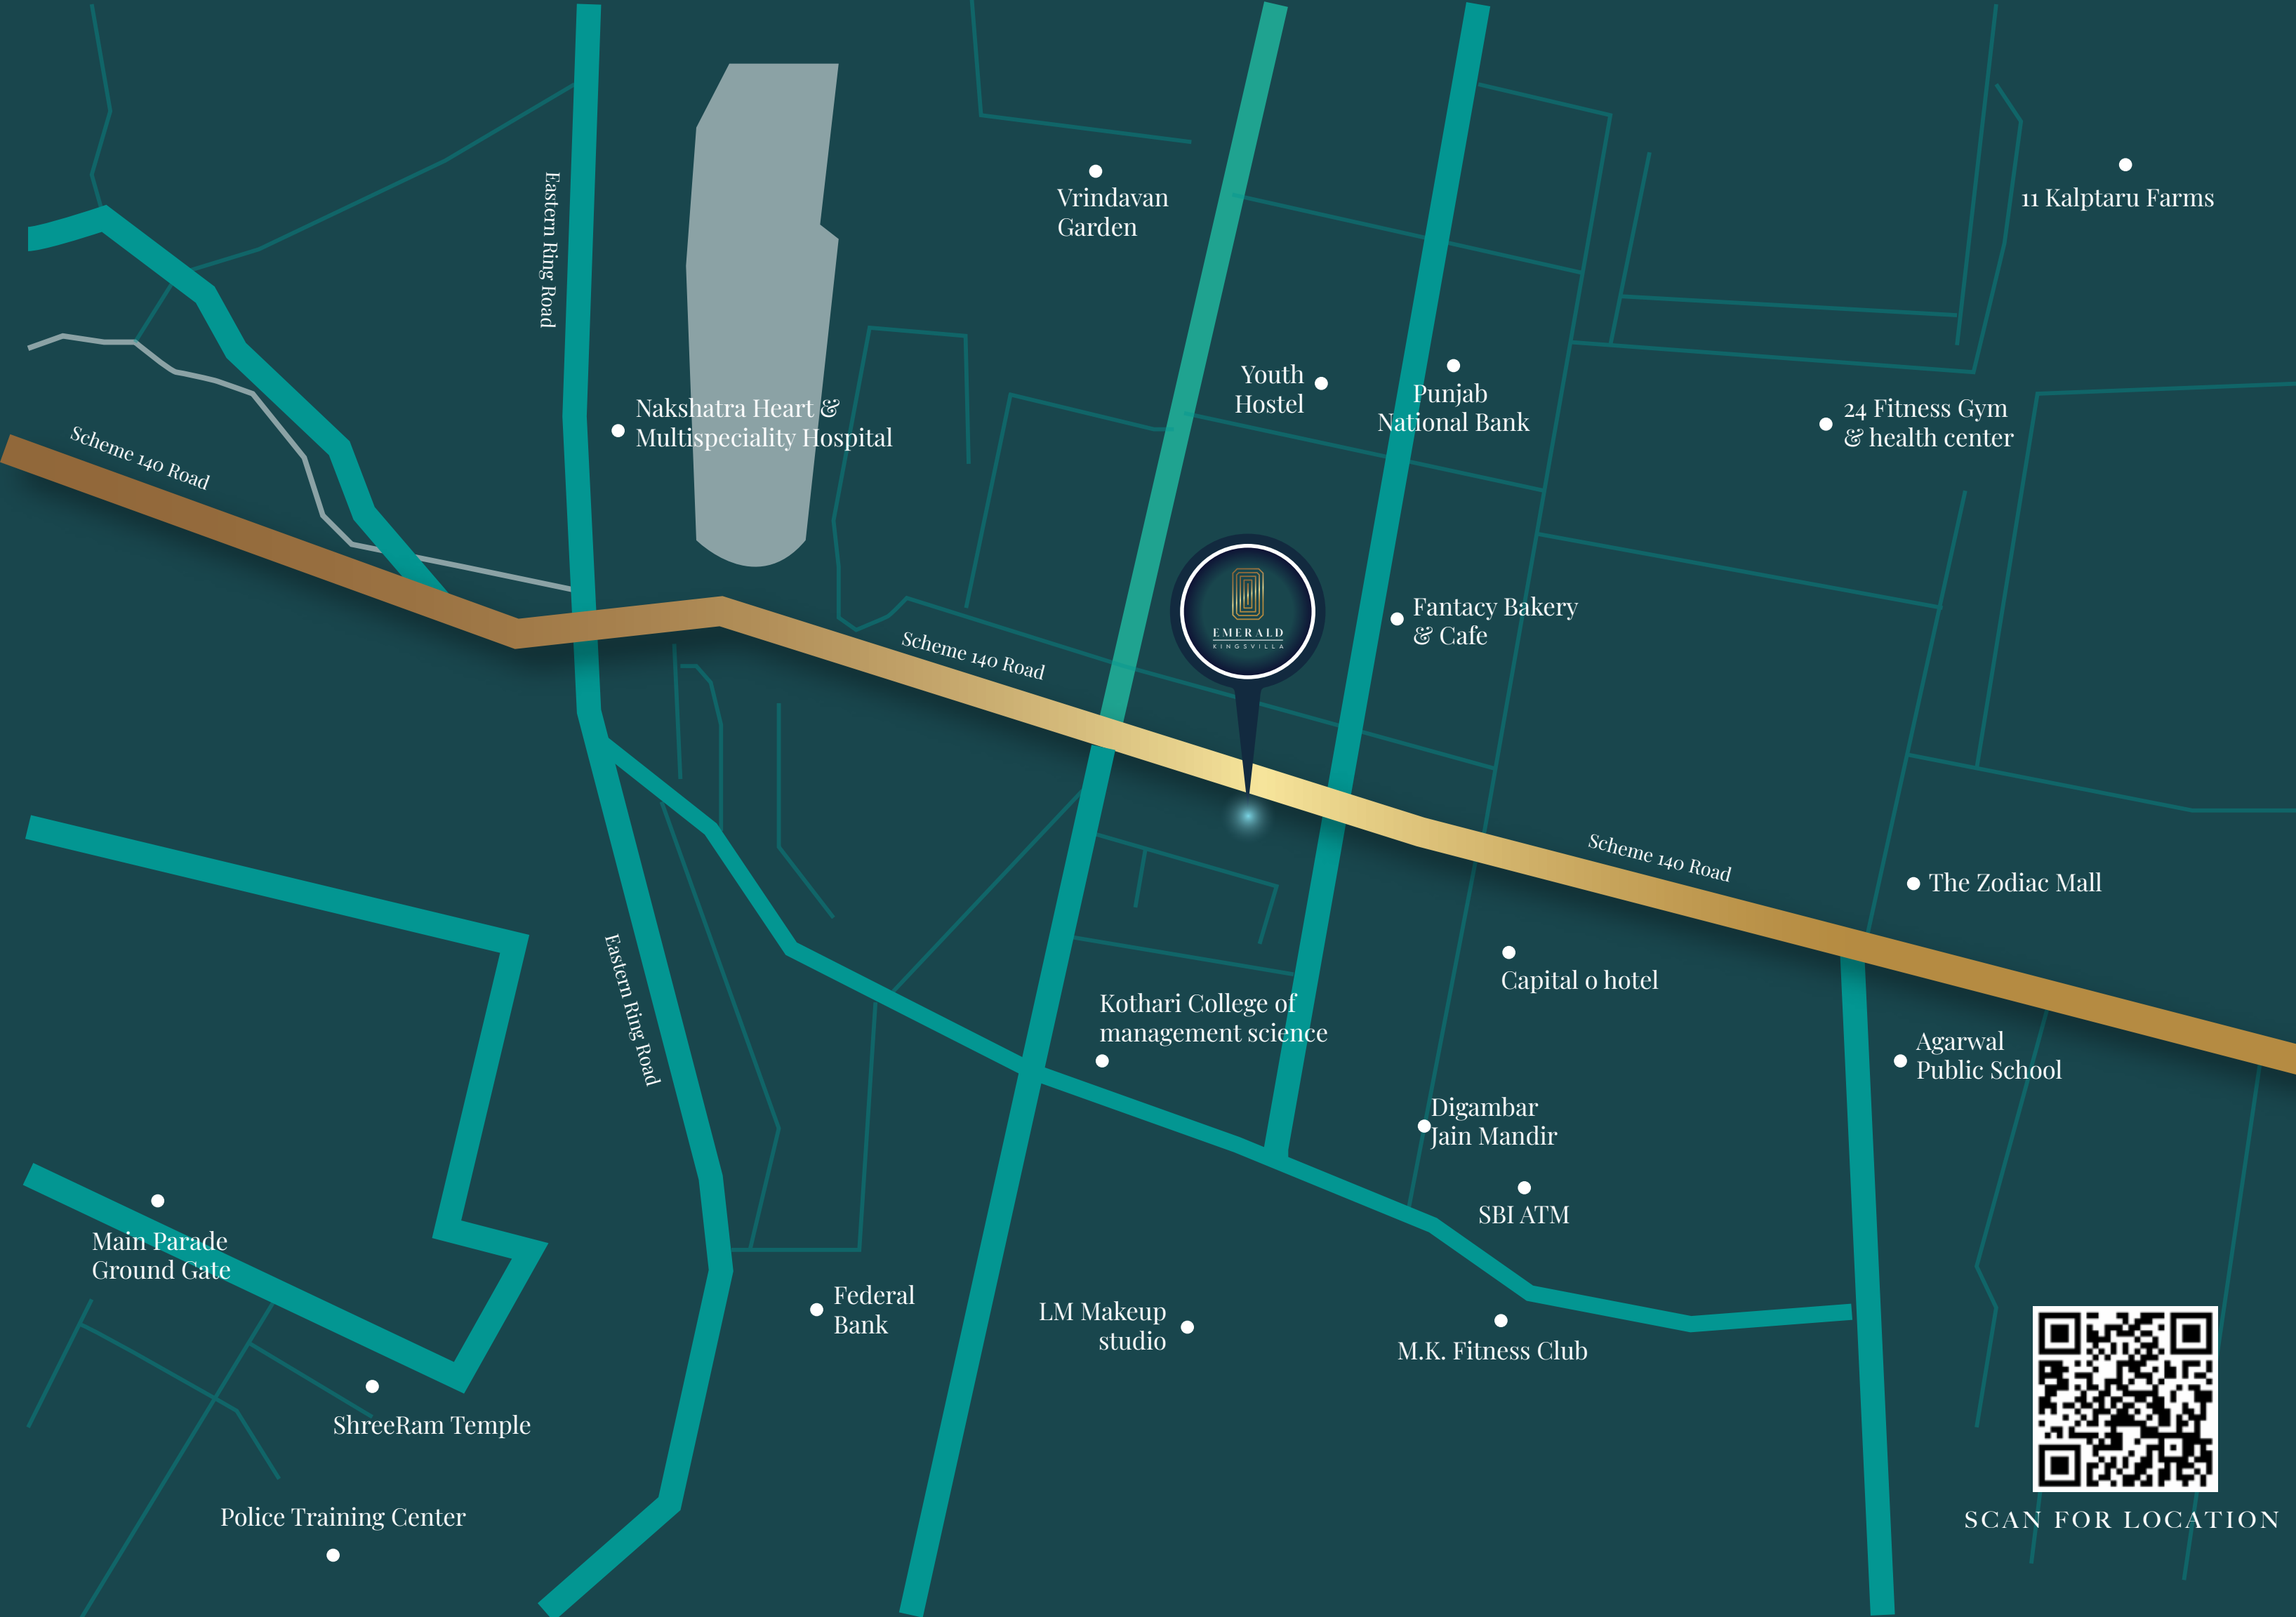 Vrindavan
Garden
11 Kalptaru Farms
Eastern Ring Road
Youth
Hostel
Punjab
National Bank
Nakshatra Heart &
Multispeciality Hospital
24 Fitness Gym
& health center
Scheme 140 Road
EMERALD
KINGSVILLA
Fantacy Bakery
& Cafe
Scheme 140 Road
Scheme 140 Road
The Zodiac Mall
Capital o hotel
Eastern Ring Road
Kothari College of
management science
Agarwal
Public School
Digambar
Jain Mandir
SBI ATM
Main Parade
Ground Gate
Federal
Bank
LM Makeup
studio
M.K. Fitness Club
ShreeRam Temple
Police Training Center
SCAN FOR LOCATION